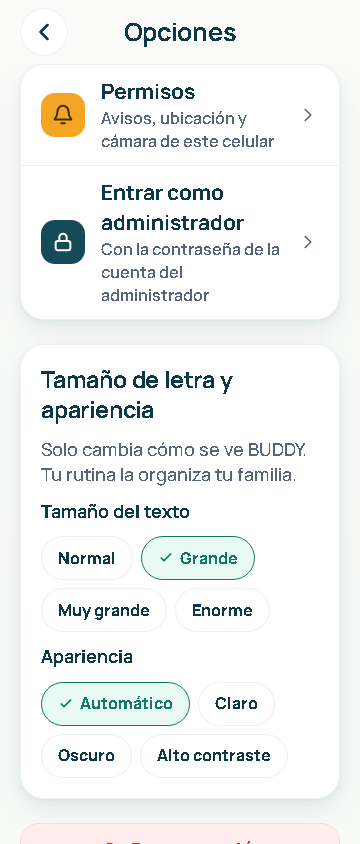 Opciones
Permisos
Avisos, ubicación y
cámara de este celular
Entrar como
administrador
Con la contraseña de la
cuenta del
administrador
Tamaño de letra y
apariencia
Solo cambia cómo se ve BUDDY.
Tu rutina la organiza tu familia.
Tamaño del texto
Normal
Grande
Muy grande
Enorme
Apariencia
Automático
Claro
Oscuro
Alto contraste